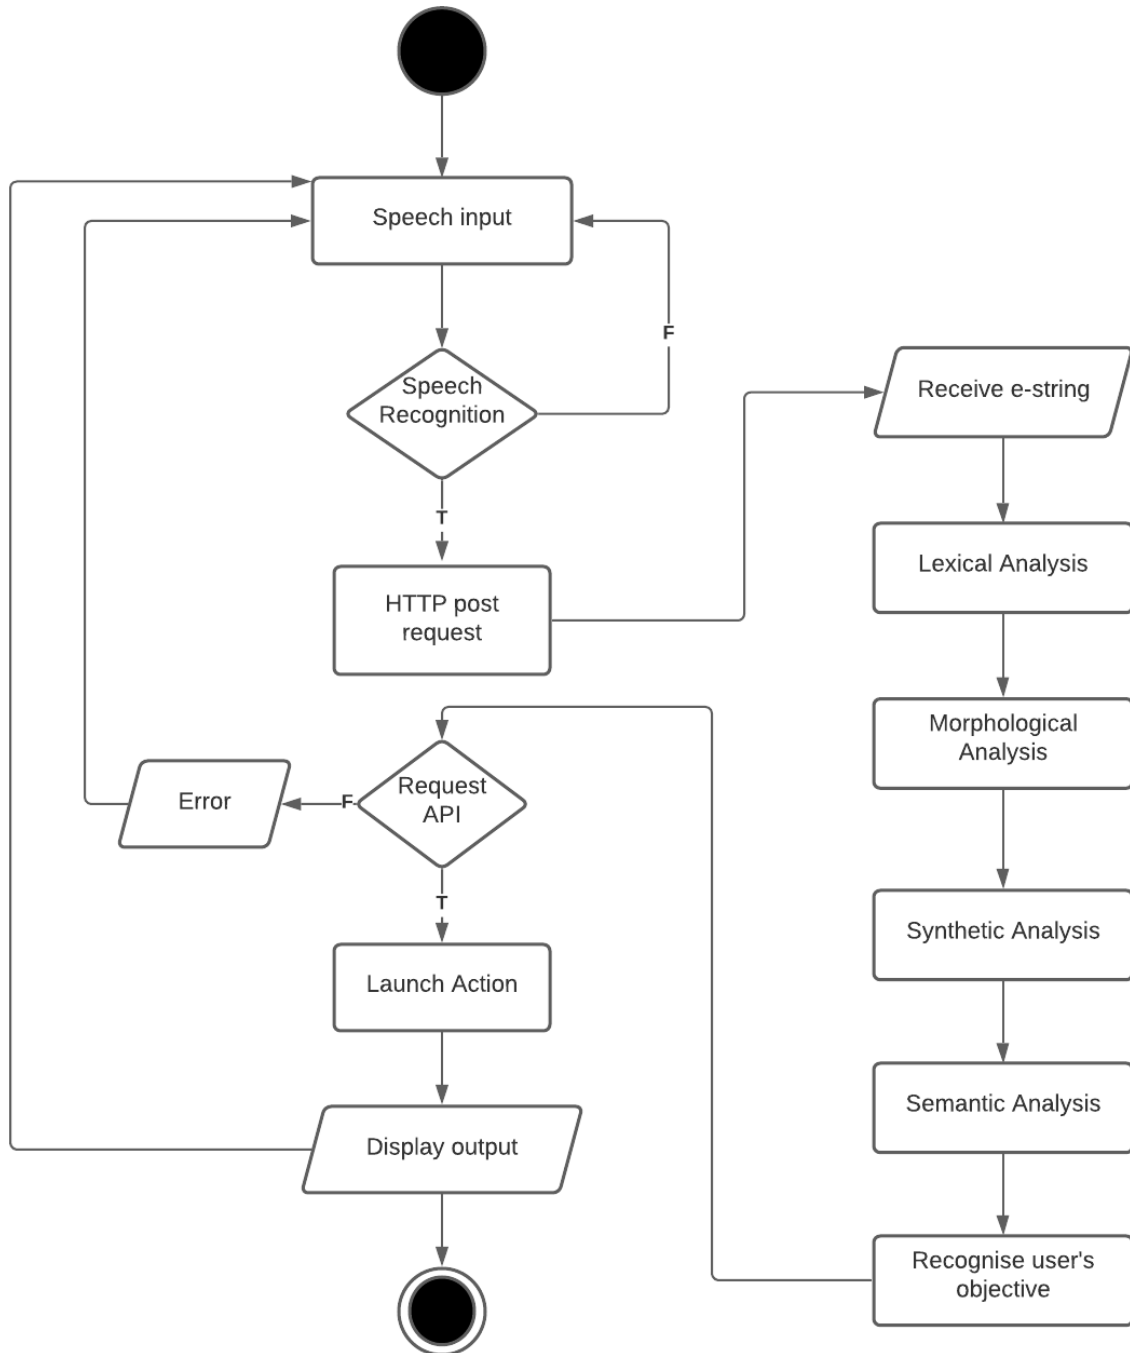 Speech input
F
Speech
Recognition
T
HTTP post
request
Receive e-string
Lexical Analysis
Morphological
Analysis
Synthetic Analysis
Semantic Analysis
Recognise user's
objective
Request
API
F
Error
T
Launch Action
Display output